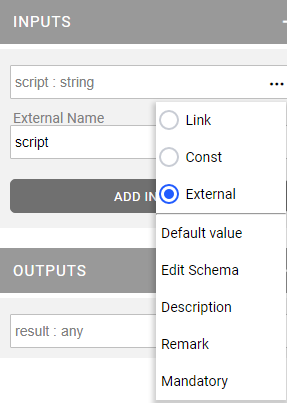 INPUTS
script : string
External Name
script
ADD IN
Link
Const
External
Default value
Edit Schema
Description
Remark
Mandatory
OUTPUTS
result : any